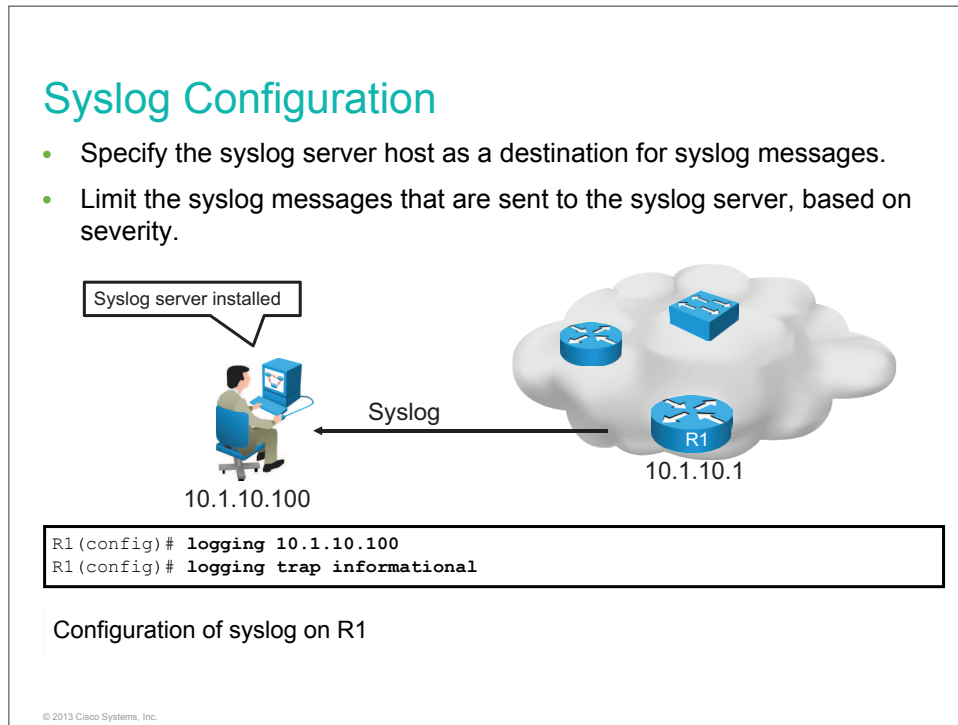 Syslog Configuration
• Specify the syslog server host as a destination for syslog messages.
• Limit the syslog messages that are sent to the syslog server, based on
severity.
Syslog server installed
Syslog
R1
10.1.10.1
10.1.10.100
R1(config)# logging 10.1.10.100
R1(config)# logging trap informational
Configuration of syslog on R1
© 2013 Cisco Systems, Inc.